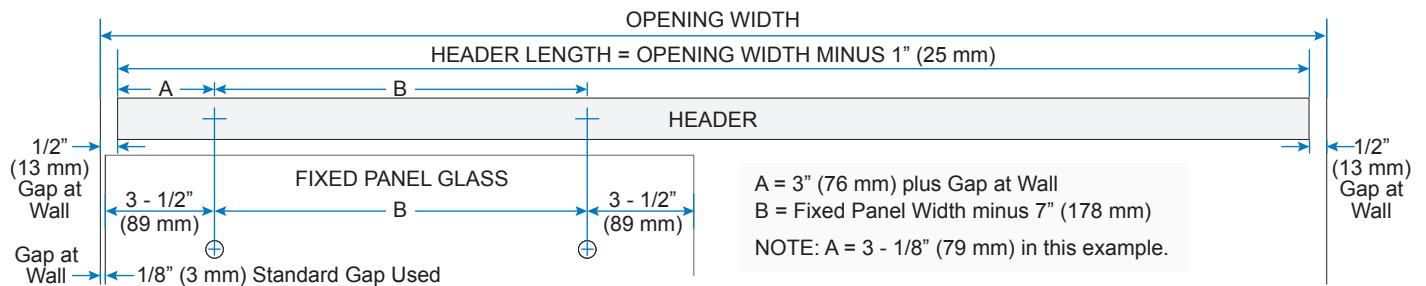 OPENING WIDTH
HEADER LENGTH = OPENING WIDTH MINUS 1” (25 mm)
A
B
HEADER
1/2”
(13 mm)
Gap at
Wall
1/2”
(13 mm)
Gap at
Wall
FIXED PANEL GLASS
3 - 1/2”
(89 mm)
B
3 - 1/2”
(89 mm)
A = 3” (76 mm) plus Gap at Wall
B = Fixed Panel Width minus 7” (178 mm)
NOTE: A = 3 - 1/8” (79 mm) in this example.
Gap at
Wall
1/8” (3 mm) Standard Gap Used